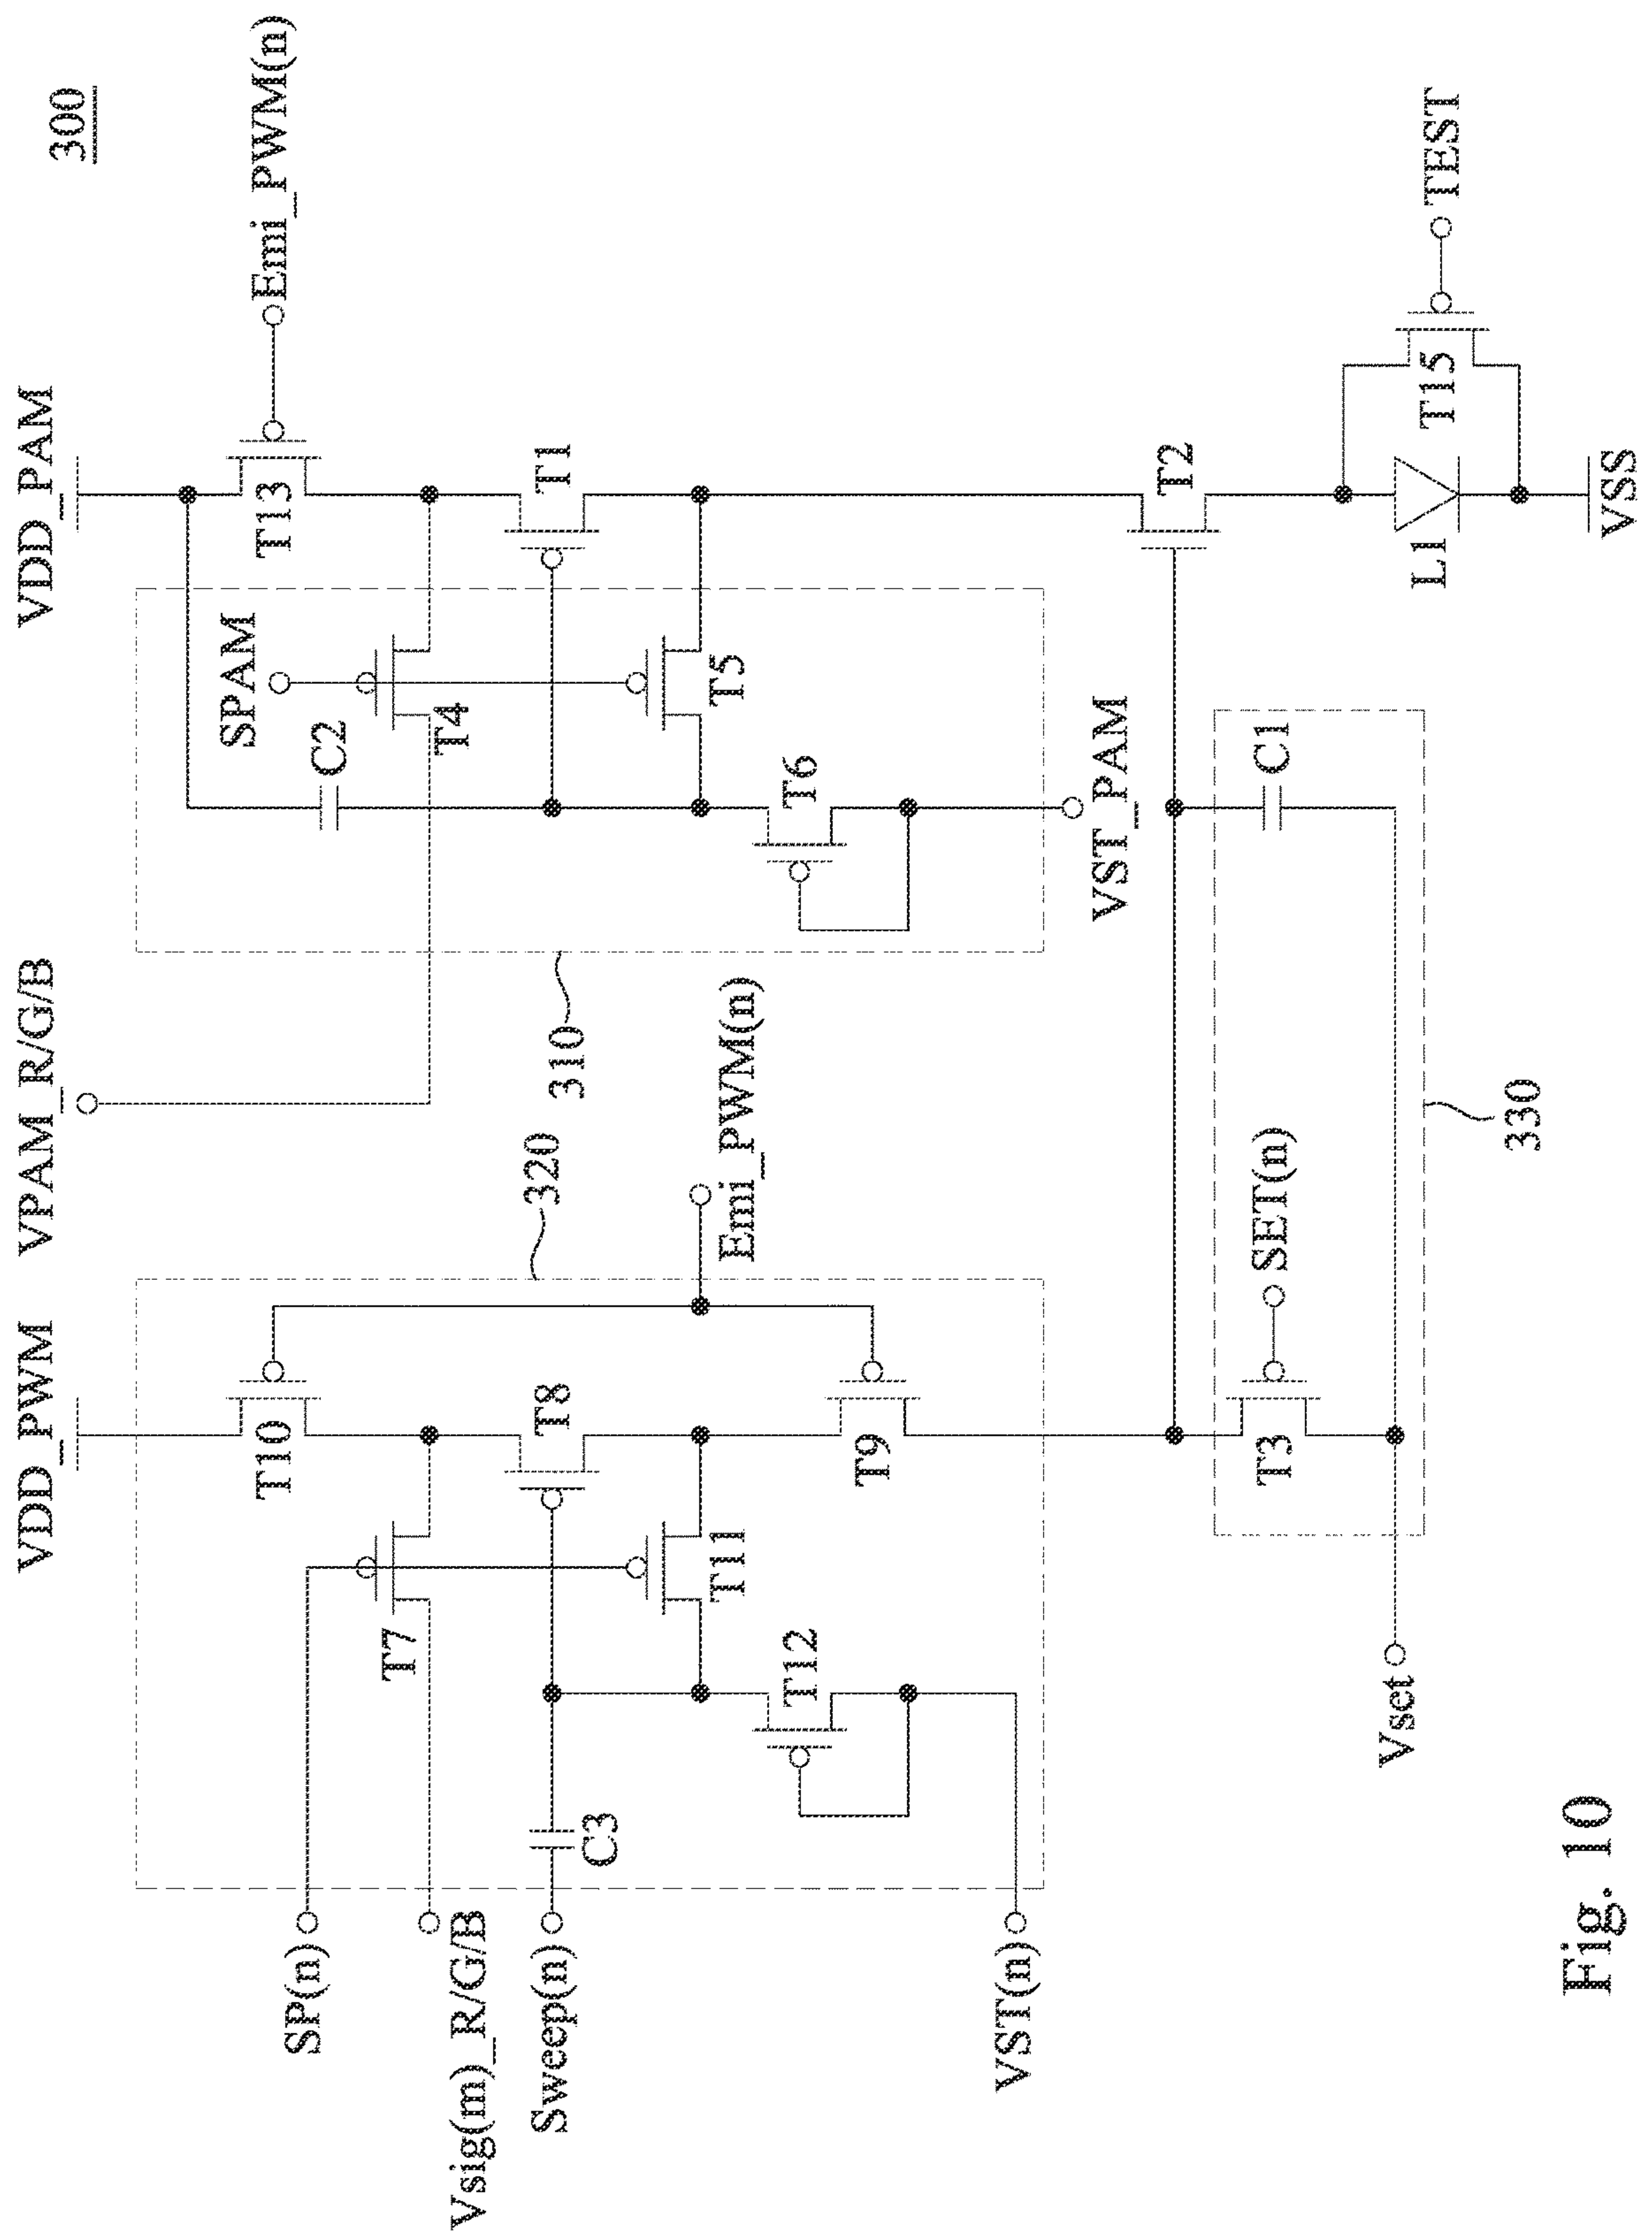 300
VDD_PWM
VPAM_R/G/B
VDD_PAM
SP(n)
T10
SPAM
T13
Emi_PWM(n)
C2
T7
T4
Vsig(m)_R/G/B
T8
320
310
T1
Sweep(n)
C3
T11
Emi_PWM(n)
T5
T12
T6
T9
VST(n)
VST_PAM
T2
T3
SET(n)
C1
Vset
330
L1
T15
TEST
VSS
Fig. 10